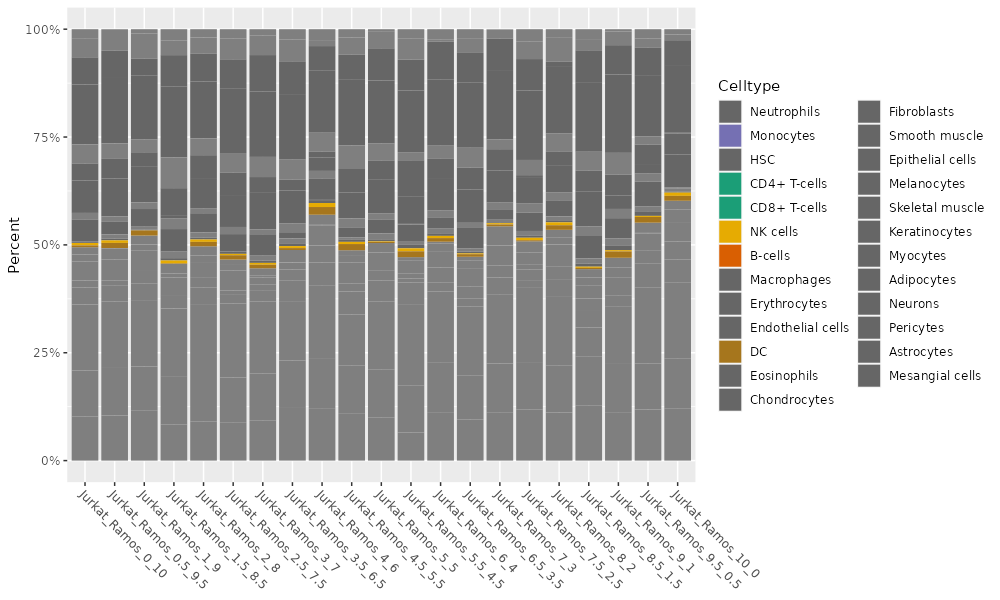 100%
75%
50%
25%
0%
Percent
Jurkat_Ramos_0_10
Jurkat_Ramos_0.5_9.5
Jurkat_Ramos_1_9
Jurkat_Ramos_1.5_8.5
Jurkat_Ramos_2_8
Jurkat_Ramos_2.5_7.5
Jurkat_Ramos_3_7
Jurkat_Ramos_3.5_6.5
Jurkat_Ramos_4_6
Jurkat_Ramos_4.5_5.5
Jurkat_Ramos_5_5
Jurkat_Ramos_5.5_4.5
Jurkat_Ramos_6_4
Jurkat_Ramos_6.5_3.5
Jurkat_Ramos_7_3
Jurkat_Ramos_7.5_2.5
Jurkat_Ramos_8_2
Jurkat_Ramos_8.5_1.5
Jurkat_Ramos_9_1
Jurkat_Ramos_9.5_0.5
Jurkat_Ramos_10_0
Celltype
Neutrophils
Monocytes
HSC
CD4+ T-cells
CD8+ T-cells
NK cells
B-cells
Macrophages
Erythrocytes
Endothelial cells
DC
Eosinophils
Chondrocytes
Fibroblasts
Smooth muscle
Epithelial cells
Melanocytes
Skeletal muscle
Keratinocytes
Myocytes
Adipocytes
Neurons
Pericytes
Astrocytes
Mesangial cells